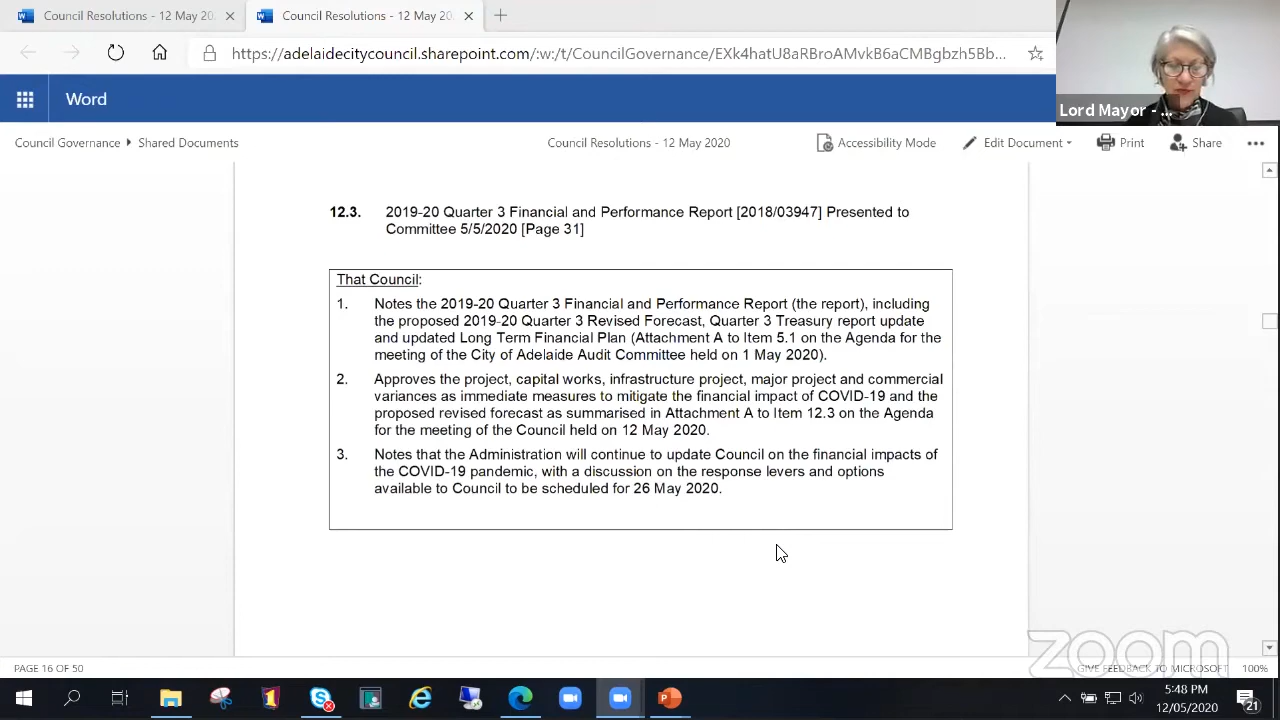 Council Resolutions - 12 May 20.
Council Resolutions - 12 May 20.
https://adelaidecitycouncil.sharepoint.com/:w:/t/CouncilGovernance/EXk4hatU8aRBroAMvkB6aCMBgbzh5Bb...
Word
Lord Mayor - ...
Council Governance
Shared Documents
Council Resolutions - 12 May 2020
Accessibility Mode
Edit Document
Print
Share
12.3. 2019-20 Quarter 3 Financial and Performance Report [2018/03947] Presented to
Committee 5/5/2020 [Page 31]
That Council:
1. Notes the 2019-20 Quarter 3 Financial and Performance Report (the report), including
the proposed 2019-20 Quarter 3 Revised Forecast, Quarter 3 Treasury report update
and updated Long Term Financial Plan (Attachment A to Item 5.1 on the Agenda for the
meeting of the City of Adelaide Audit Committee held on 1 May 2020).
2. Approves the project, capital works, infrastructure project, major project and commercial
variances as immediate measures to mitigate the financial impact of COVID-19 and the
proposed revised forecast as summarised in Attachment A to Item 12.3 on the Agenda
for the meeting of the Council held on 12 May 2020.
3. Notes that the Administration will continue to update Council on the financial impacts of
the COVID-19 pandemic, with a discussion on the response levers and options
available to Council to be scheduled for 26 May 2020.
zoom
PAGE 16 OF 50
GIVE FEEDBACK TO MICROSOFT
100%
5:48 PM
12/05/2020
21